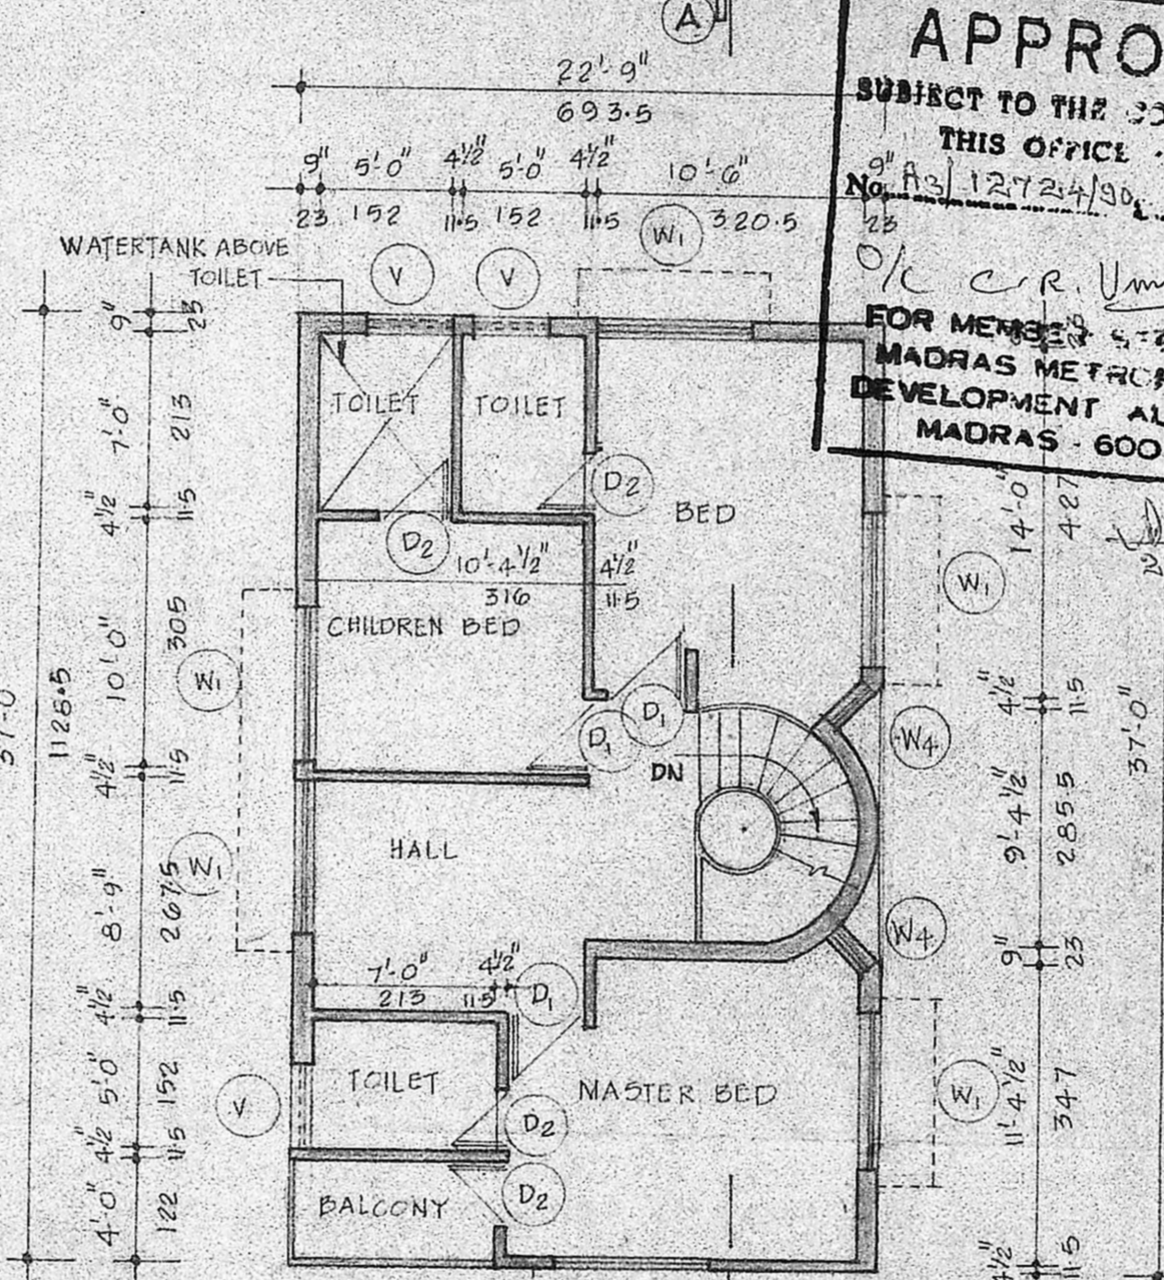 A
APPRO
22'-9"
693.5
SUBJECT TO THE
THIS OFFICE
9" 5'-0" 4½" 5'-0" 4½" 10'-6" 9"
23 152 11.5 152 11.5 320.5 23
No. A3/12724/90
W1
WATERTANK ABOVE
TOILET
V V
O/C C.R.
FOR MEMBER
MADRAS METRO
DEVELOPMENT AU
MADRAS - 600
9" 23
7'-0" 213
4½" 11.5
10'-0" 305
4½" 11.5
8'-9" 267.5
4½" 11.5
5'-0" 152
4½ 11.5
4'-0" 122
1128.5
TOILET TOILET
D2
BED
D2
10'-4½" 4½"
316 11.5
CHILDREN BED
W1
W1
D1
D1
DN
W4
HALL
W1
W4
7'-0" 4½"
213 11.5
D1
TOILET
MASTER BED
W1
V
D2
D2
BALCONY
14'-0" 427
4½" 11.5
9'-4½" 285.5
9" 23
11'-4½" 347
4½" 11.5
37'-0"